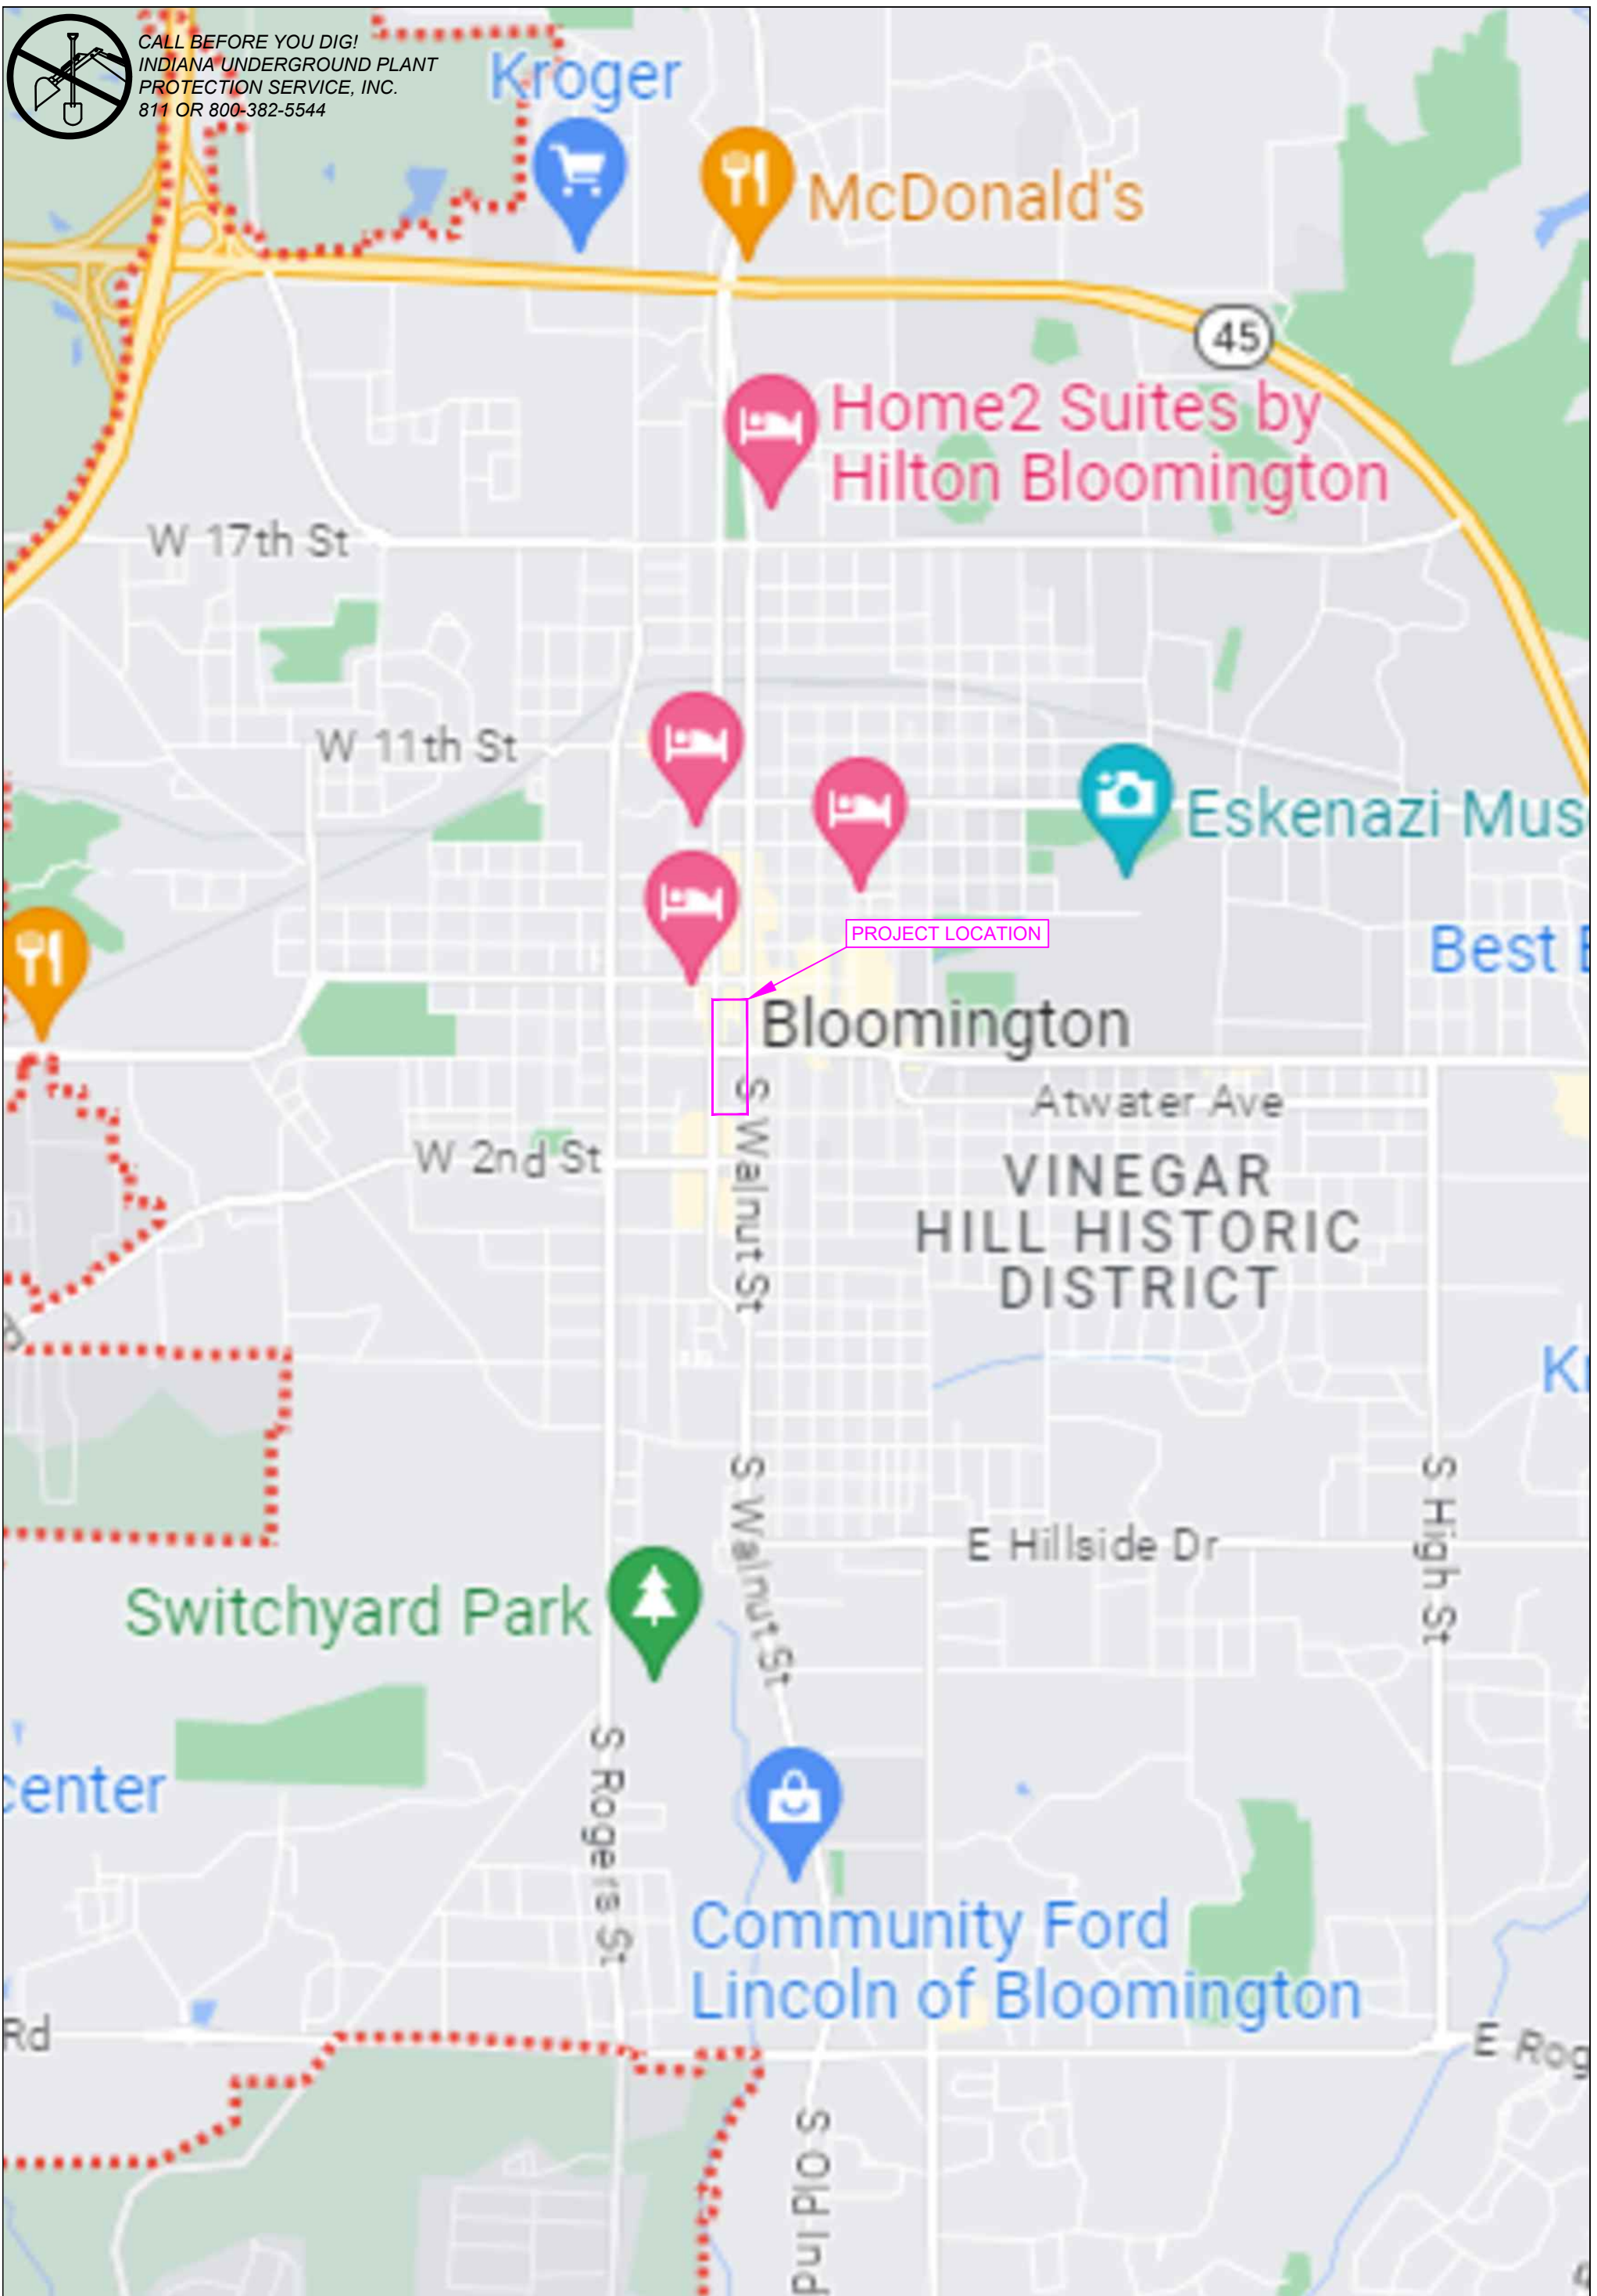 CALL BEFORE YOU DIG!
INDIANA UNDERGROUND PLANT
PROTECTION SERVICE, INC.
811 OR 800-382-5544
Kroger
McDonald's
45
Home2 Suites by
Hilton Bloomington
W 17th St
W 11th St
Eskenazi Mus
PROJECT LOCATION
Best
Bloomington
S Walnut St
Atwater Ave
W 2nd St
VINEGAR
HILL HISTORIC
DISTRICT
S Walnut St
S High St
E Hillside Dr
Switchyard Park
S Rogers St
center
Community Ford
Lincoln of Bloomington
Rd
E Rog
S Old Ind